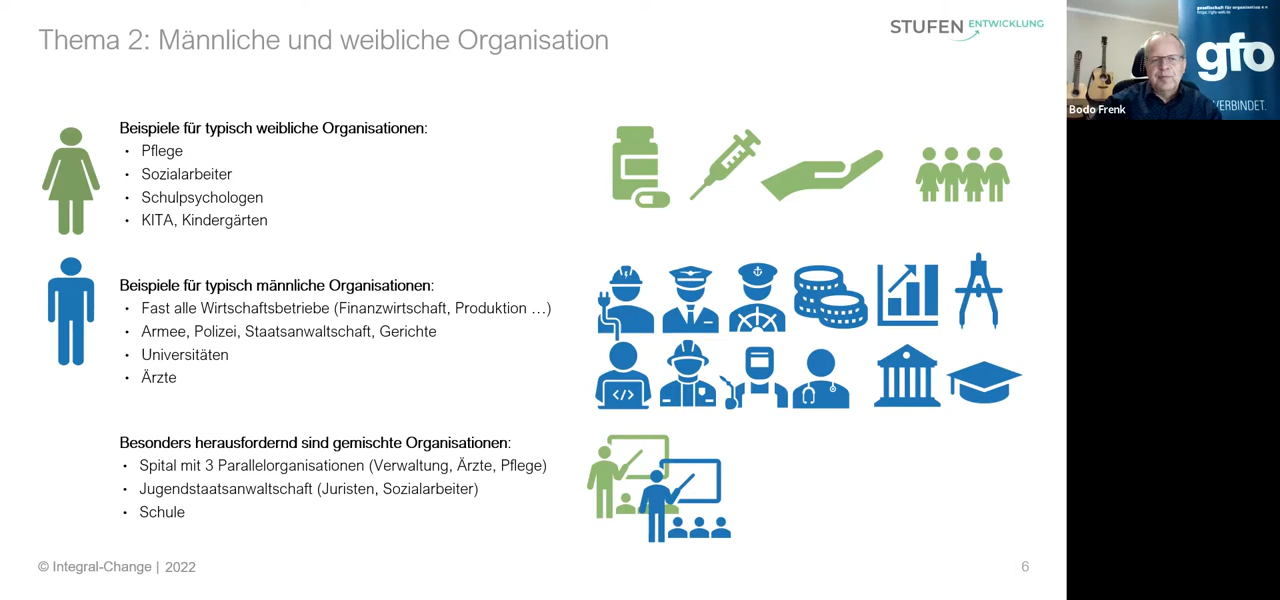 Thema 2: Männliche und weibliche Organisation
STUFEN ENTWICKLUNG
Beispiele für typisch weibliche Organisationen:
• Pflege
• Sozialarbeiter
• Schulpsychologen
• KITA, Kindergärten
Beispiele für typisch männliche Organisationen:
• Fast alle Wirtschaftsbetriebe (Finanzwirtschaft, Produktion …)
• Armee, Polizei, Staatsanwaltschaft, Gerichte
• Universitäten
• Ärzte
</>
Besonders herausfordernd sind gemischte Organisationen:
• Spital mit 3 Parallelorganisationen (Verwaltung, Ärzte, Pflege)
• Jugendstaatsanwaltschaft (Juristen, Sozialarbeiter)
• Schule
© Integral-Change | 2022
6
gesellschaft für organisation
gfo
VERBINDET.
Bodo Frenk